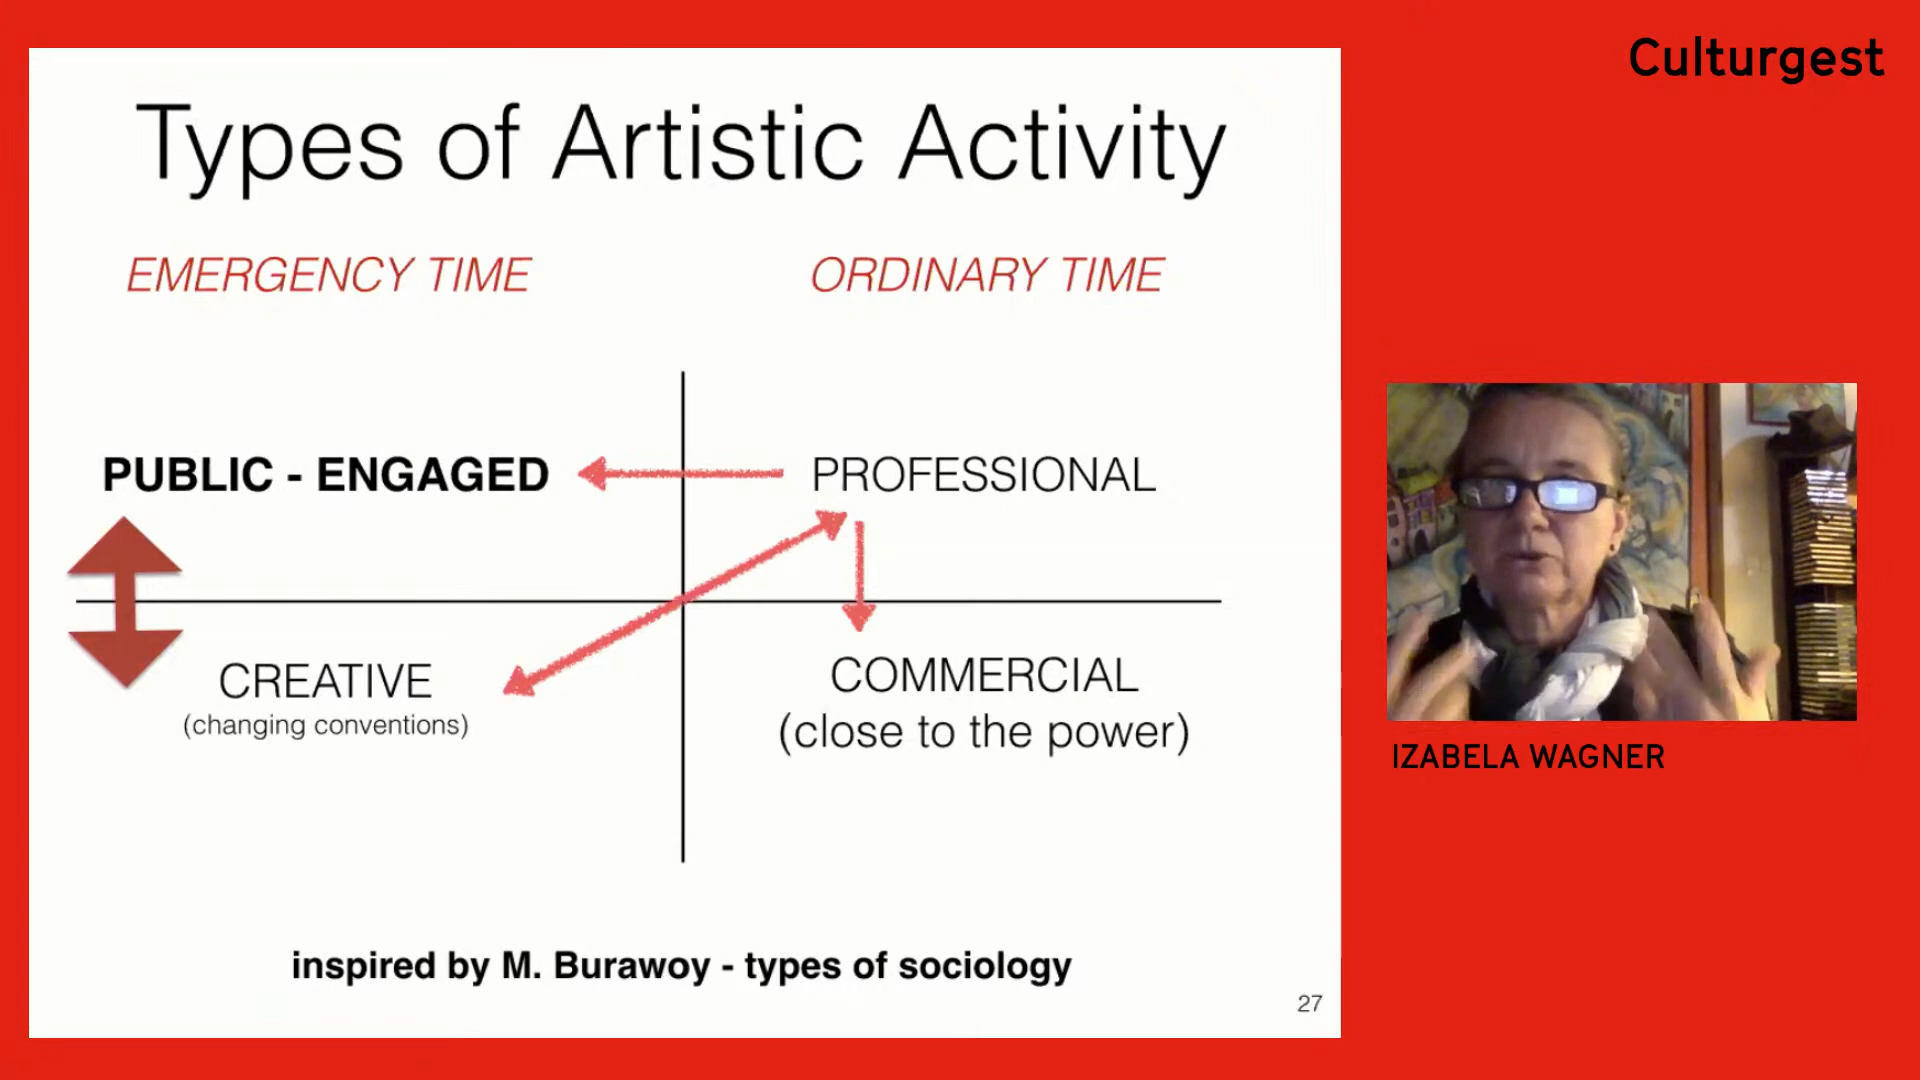 Culturgest
Types of Artistic Activity
EMERGENCY TIME
ORDINARY TIME
PUBLIC - ENGAGED
PROFESSIONAL
CREATIVE
(changing conventions)
COMMERCIAL
(close to the power)
inspired by M. Burawoy - types of sociology
27
IZABELA WAGNER